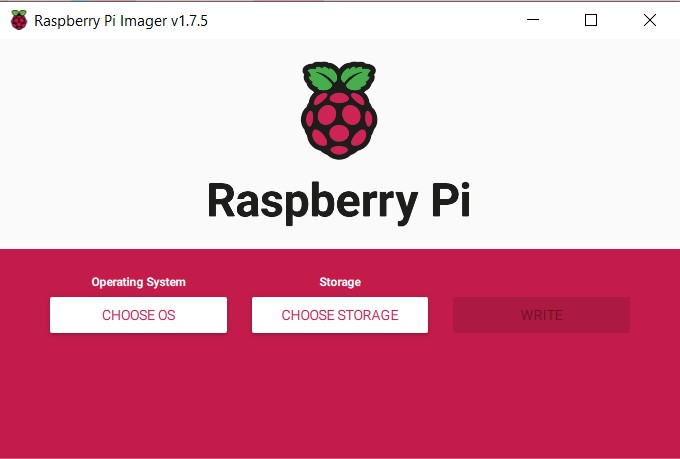 Raspberry Pi Imager v1.7.5
Raspberry Pi
Operating System
Storage
CHOOSE OS
CHOOSE STORAGE
WRITE